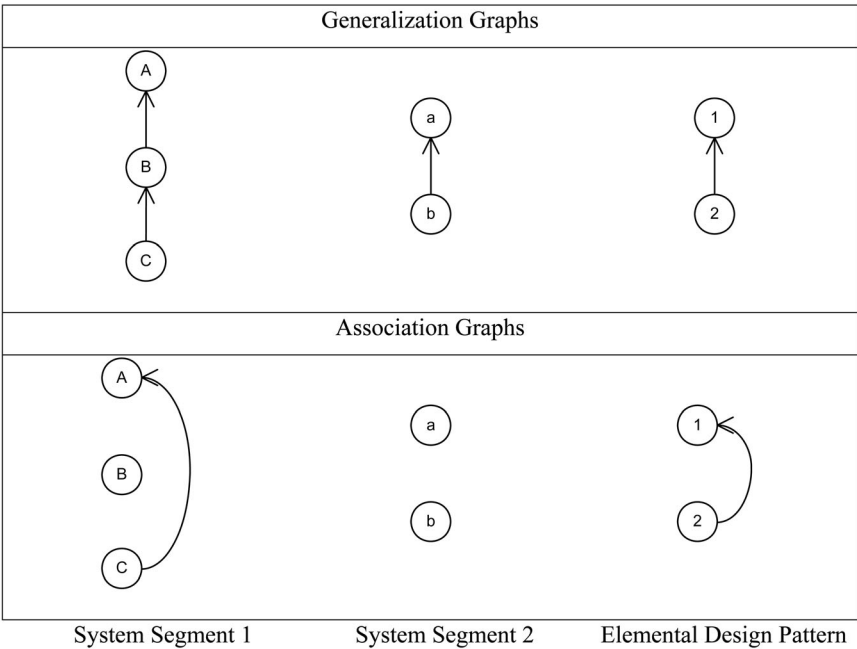 Generalization Graphs
A
B
C
a
b
1
2
Association Graphs
A
B
C
a
b
1
2
System Segment 1
System Segment 2
Elemental Design Pattern